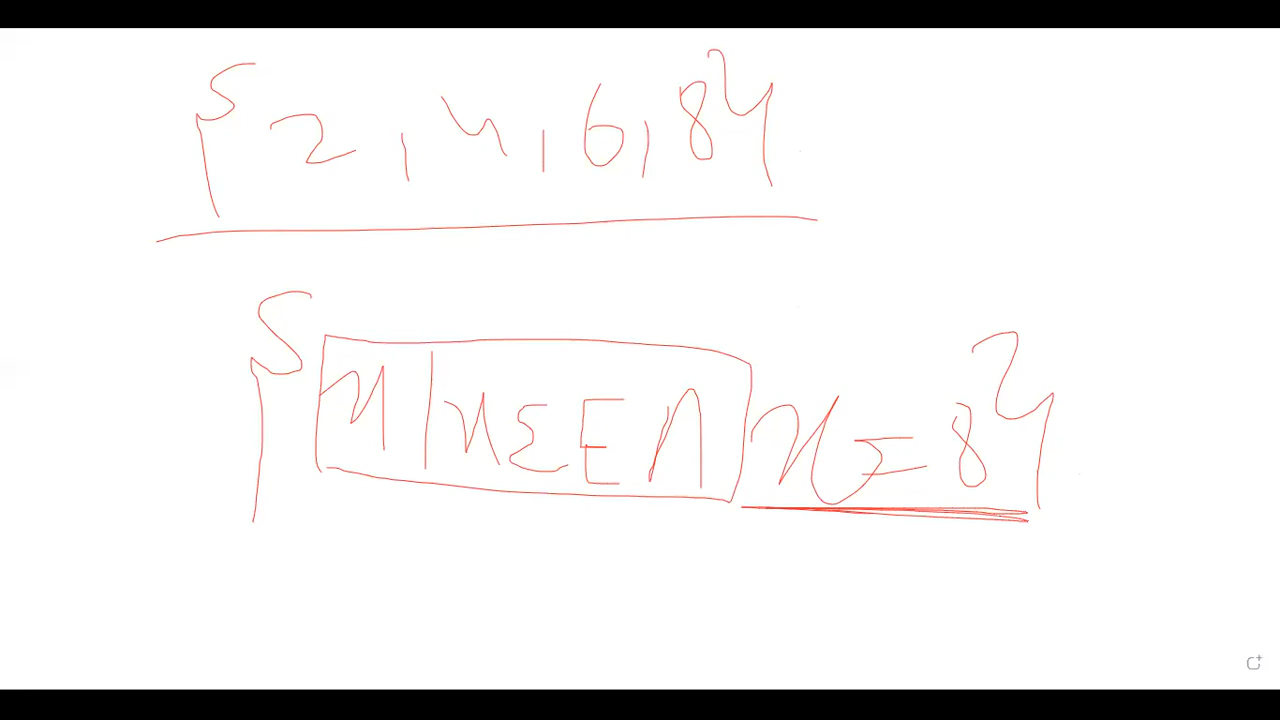 {2, 4, 6, 8}
{x | x ∈ E n x = 8}